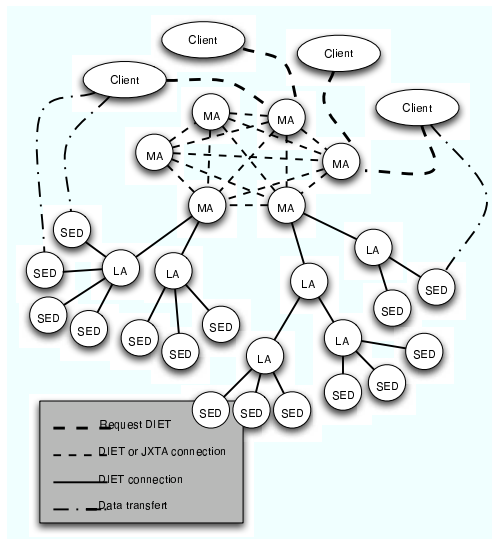 Client
Client
Client
Client
MA
MA
MA
MA
MA
MA
SED
SED
SED
SED
LA
LA
SED
SED
SED
LA
SED
SED
LA
LA
SED
SED
SED
LA
SED
SED
SED
Request DIET
DIET or JXTA connection
DIET connection
Data transfert